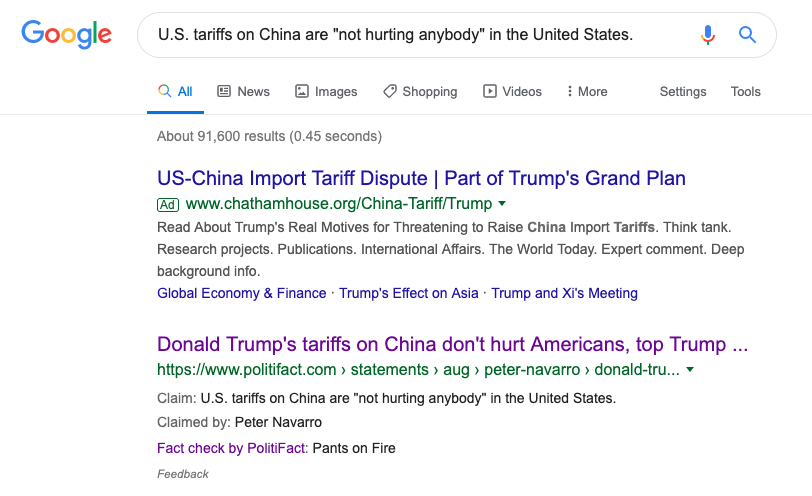 Google
U.S. tariffs on China are "not hurting anybody" in the United States.
All News Images Shopping Videos More Settings Tools
About 91,600 results (0.45 seconds)
US-China Import Tariff Dispute | Part of Trump's Grand Plan
Ad www.chathamhouse.org/China-Tariff/Trump
Read About Trump's Real Motives for Threatening to Raise China Import Tariffs. Think tank.
Research projects. Publications. International Affairs. The World Today. Expert comment. Deep
background info.
Global Economy & Finance · Trump's Effect on Asia · Trump and Xi's Meeting
Donald Trump's tariffs on China don't hurt Americans, top Trump ...
https://www.politifact.com › statements › aug › peter-navarro › donald-tru...
Claim: U.S. tariffs on China are "not hurting anybody" in the United States.
Claimed by: Peter Navarro
Fact check by PolitiFact: Pants on Fire
Feedback